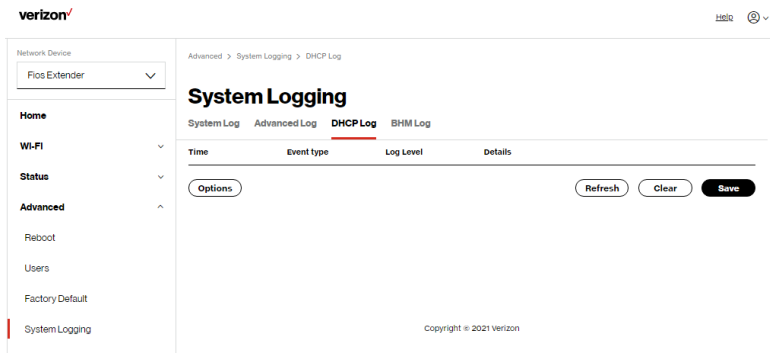 verizon✓
Help
Network Device
Fios Extender
Home
Wi-Fi
Status
Advanced
Reboot
Users
Factory Default
System Logging
Advanced > System Logging > DHCP Log
System Logging
System Log Advanced Log DHCP Log BHM Log
Time Event type Log Level Details
Options Refresh Clear Save
Copyright © 2021 Verizon